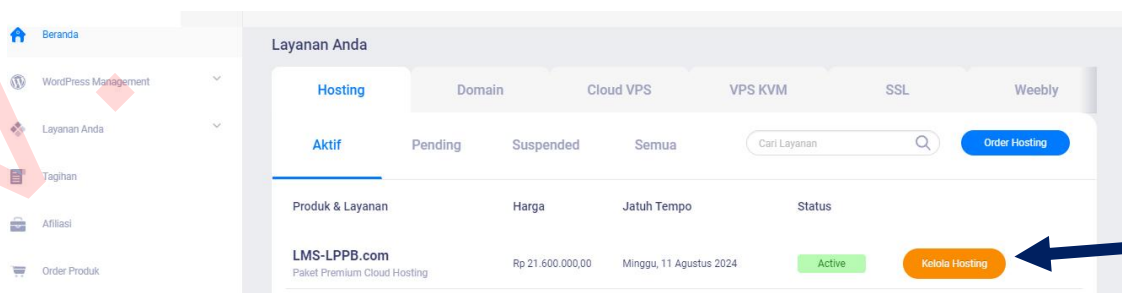 Beranda
WordPress Management
Layanan Anda
Tagihan
Afiliasi
Order Produk
Layanan Anda
Hosting Domain Cloud VPS VPS KVM SSL Weebly
Aktif Pending Suspended Semua Cari Layanan Order Hosting
Produk & Layanan Harga Jatuh Tempo Status
LMS-LPPB.com
Paket Premium Cloud Hosting
Rp 21.600.000,00 Minggu, 11 Agustus 2024 Active Kelola Hosting